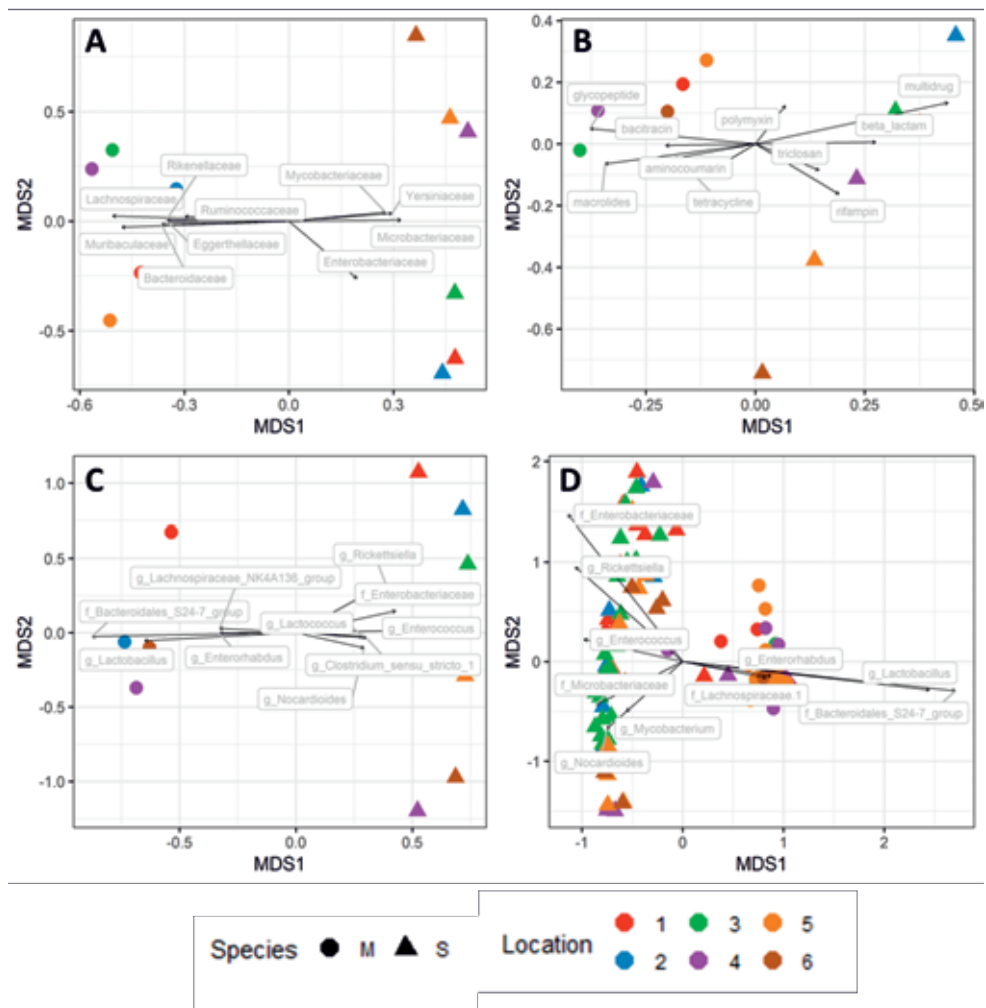 A
0.5
0.0
-0.5
MDS2
Rikenellaceae
Mycobacteriaceae
Lachnospiraceae
Yersiniaceae
Ruminococcaceae
Microbacteriaceae
Muribaculaceae
Eggerthellaceae
Enterobacteriaceae
Bacteroidaceae
-0.6 -0.3 0.0 0.3
MDS1
B
0.4
0.2
0.0
-0.2
-0.4
-0.6
MDS2
multidrug
glycopeptide
polymyxin
bacitracin
beta_lactam
triclosan
aminocoumarin
macrolides
tetracycline
rifampin
-0.25 0.00 0.25 0.50
MDS1
C
1.0
0.5
0.0
-0.5
-1.0
MDS2
g_Rickettsiella
g_Lachnospiraceae_NK4A136_group
f_Enterobacteriaceae
f_Bacteroidales_S24-7_group
g_Lactococcus
g_Enterococcus
g_Lactobacillus
g_Enterorhabdus
g_Clostridium_sensu_stricto_1
g_Nocardioides
-0.5 0.0 0.5
MDS1
D
2
1
0
-1
MDS2
f_Enterobacteriaceae
g_Rickettsiella
g_Enterococcus
g_Enterorhabdus
g_Lactobacillus
f_Microbacteriaceae
f_Lachnospiraceae.1
f_Bacteroidales_S24-7_group
g_Mycobacterium
g_Nocardioides
-1 0 1 2
MDS1
Species M S
Location 1 3 5
2 4 6